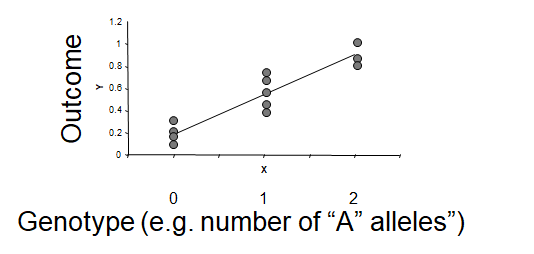 Outcome
Y
1.2
1
0.8
0.6
0.4
0.2
0
X
0 1 2
Genotype (e.g. number of “A” alleles”)